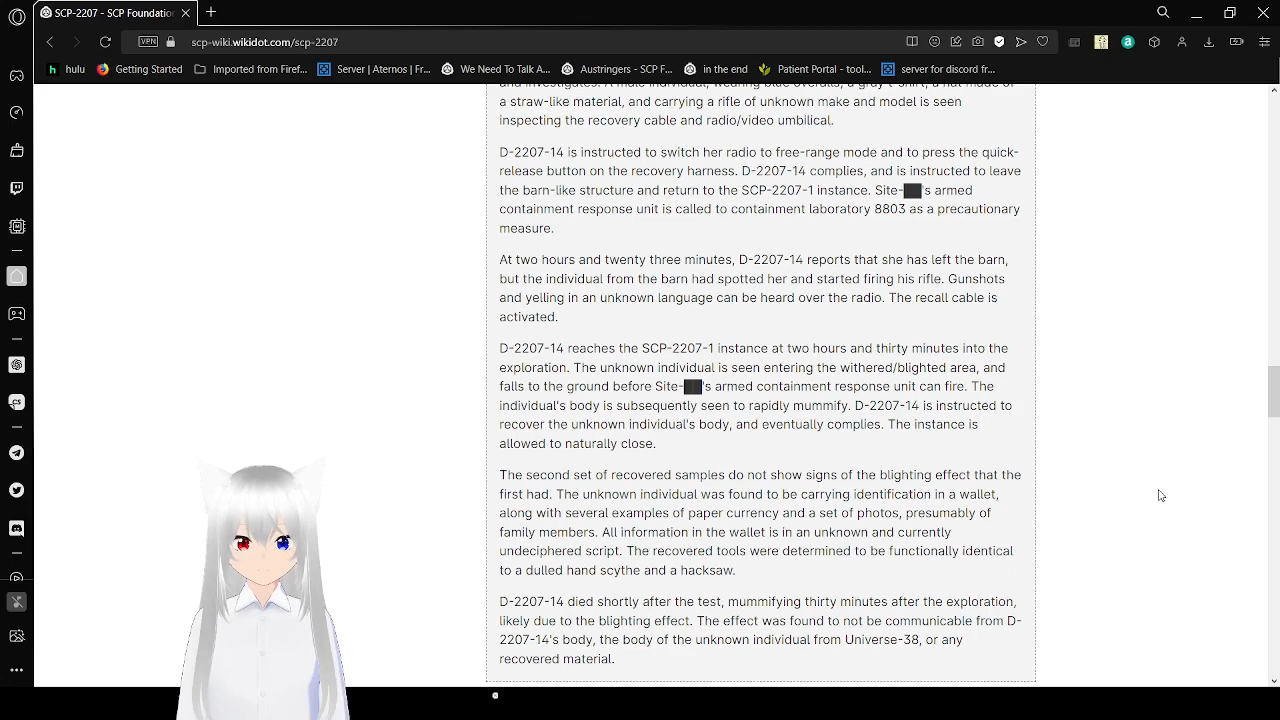 SCP-2207 - SCP Foundation
scp-wiki.wikidot.com/scp-2207
VPN
hulu
Getting Started
Imported from Firef...
Server | Aternos | Fr...
We Need To Talk A...
Austringers - SCP F...
in the end
Patient Portal - tool...
server for discord fr...
and investigates. A male individual, wearing blue overalls, a gray t-shirt, a hat made of
a straw-like material, and carrying a rifle of unknown make and model is seen
inspecting the recovery cable and radio/video umbilical.
D-2207-14 is instructed to switch her radio to free-range mode and to press the quick-
release button on the recovery harness. D-2207-14 complies, and is instructed to leave
the barn-like structure and return to the SCP-2207-1 instance. Site-██'s armed
containment response unit is called to containment laboratory 8803 as a precautionary
measure.
At two hours and twenty three minutes, D-2207-14 reports that she has left the barn,
but the individual from the barn had spotted her and started firing his rifle. Gunshots
and yelling in an unknown language can be heard over the radio. The recall cable is
activated.
D-2207-14 reaches the SCP-2207-1 instance at two hours and thirty minutes into the
exploration. The unknown individual is seen entering the withered/blighted area, and
falls to the ground before Site-██'s armed containment response unit can fire. The
individual's body is subsequently seen to rapidly mummify. D-2207-14 is instructed to
recover the unknown individual's body, and eventually complies. The instance is
allowed to naturally close.
The second set of recovered samples do not show signs of the blighting effect that the
first had. The unknown individual was found to be carrying identification in a wallet,
along with several examples of paper currency and a set of photos, presumably of
family members. All information in the wallet is in an unknown and currently
undeciphered script. The recovered tools were determined to be functionally identical
to a dulled hand scythe and a hacksaw.
D-2207-14 died shortly after the test, mummifying thirty minutes after the exploration,
likely due to the blighting effect. The effect was found to not be communicable from D-
2207-14's body, the body of the unknown individual from Universe-38, or any
recovered material.